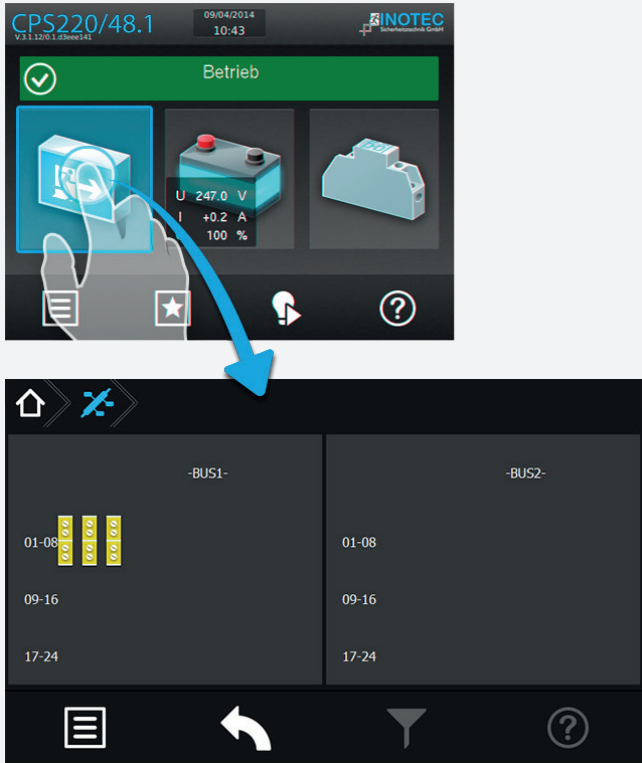 CPS220/48.1
V.3.1.12/0.1.d3eee141
09/04/2014
10:43
INOTEC
Sicherheitstechnik GmbH
Betrieb
U 247.0 V
I +0.2 A
100 %
-BUS1-
01-08
09-16
17-24
-BUS2-
01-08
09-16
17-24